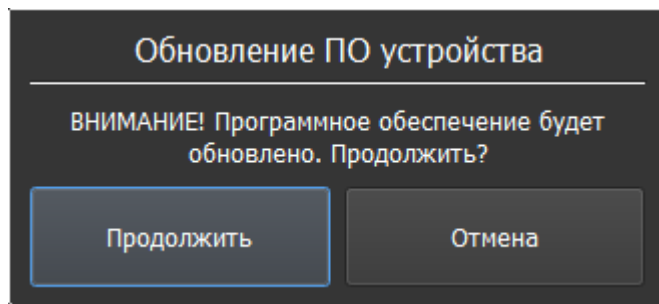 Обновление ПО устройства
ВНИМАНИЕ! Программное обеспечение будет
обновлено. Продолжить?
Продолжить
Отмена